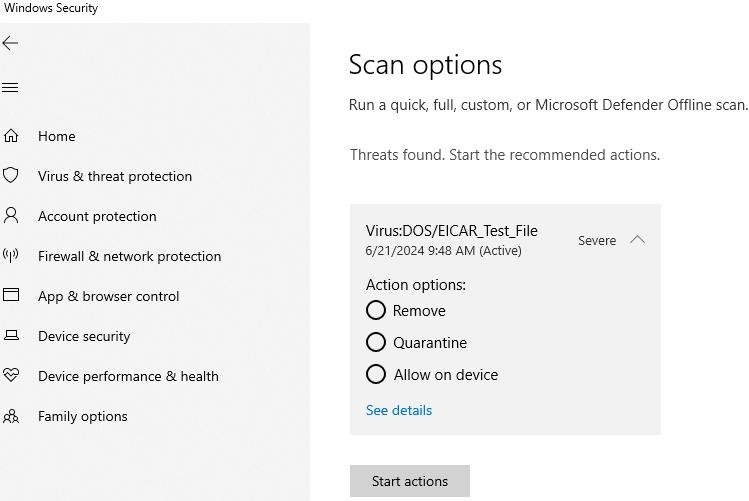 Windows Security
Home
Virus & threat protection
Account protection
Firewall & network protection
App & browser control
Device security
Device performance & health
Family options
Scan options
Run a quick, full, custom, or Microsoft Defender Offline scan.
Threats found. Start the recommended actions.
Virus:DOS/EICAR_Test_File
6/21/2024 9:48 AM (Active)
Severe
Action options:
Remove
Quarantine
Allow on device
See details
Start actions